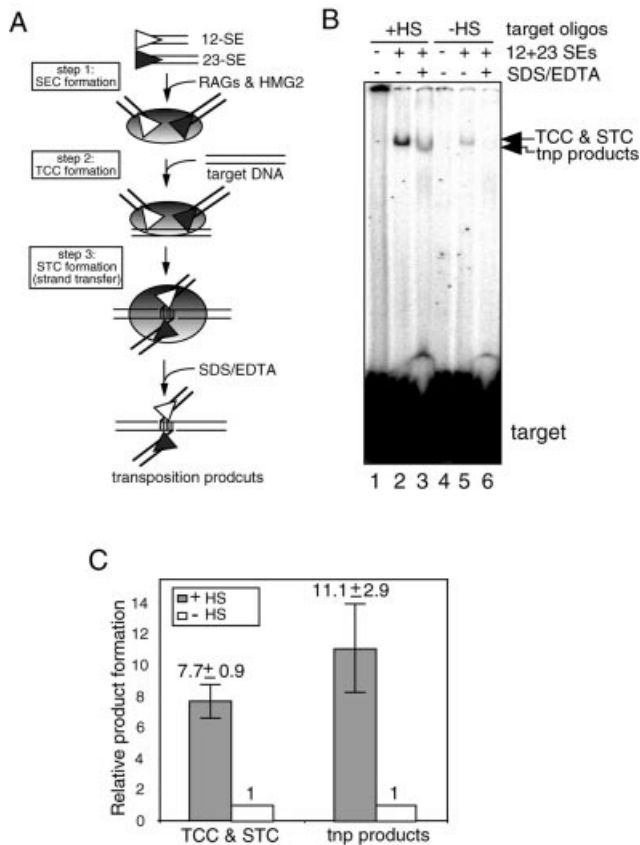 A
12-SE
23-SE
step 1:
SEC formation
RAGs & HMG2
step 2:
TCC formation
target DNA
step 3:
STC formation
(strand transfer)
SDS/EDTA
transposition prodcuts
B
+HS -HS target oligos
- + + - + + 12+23 SEs
- - + - - + SDS/EDTA
TCC & STC
tnp products
target
1 2 3 4 5 6
C
Relative product formation
14
12
10
8
6
4
2
0
+ HS
- HS
7.7± 0.9
1
11.1±2.9
1
TCC & STC tnp products